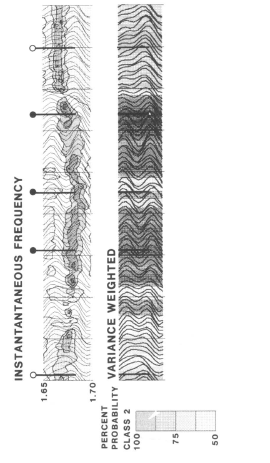 INSTANTANEOUS FREQUENCY
1.65
1.70
VARIANCE WEIGHTED
PERCENT
PROBABILITY
CLASS 2
100
75
50